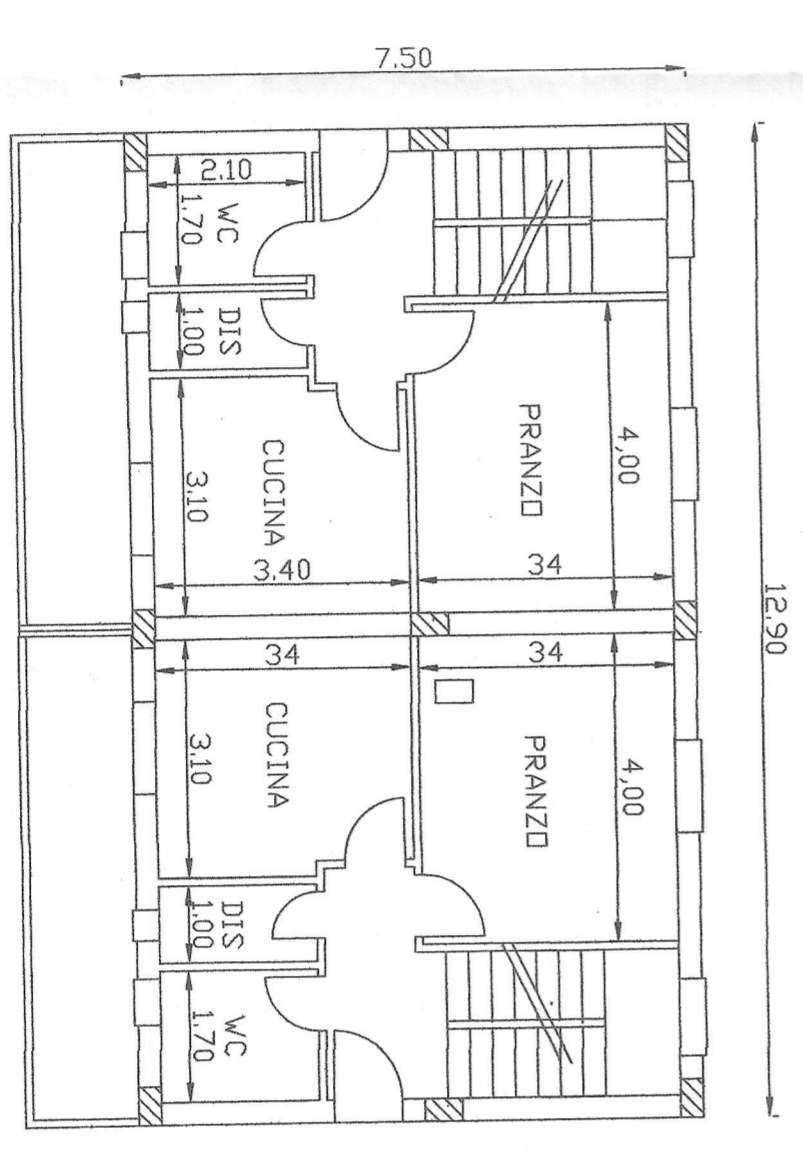 7.50
12.90
2.10
WC
1.70
DIS
1.00
PRANZO
4,00
CUCINA
3.10
3.40
34
34
34
CUCINA
3.10
PRANZO
4,00
DIS
1.00
WC
1.70